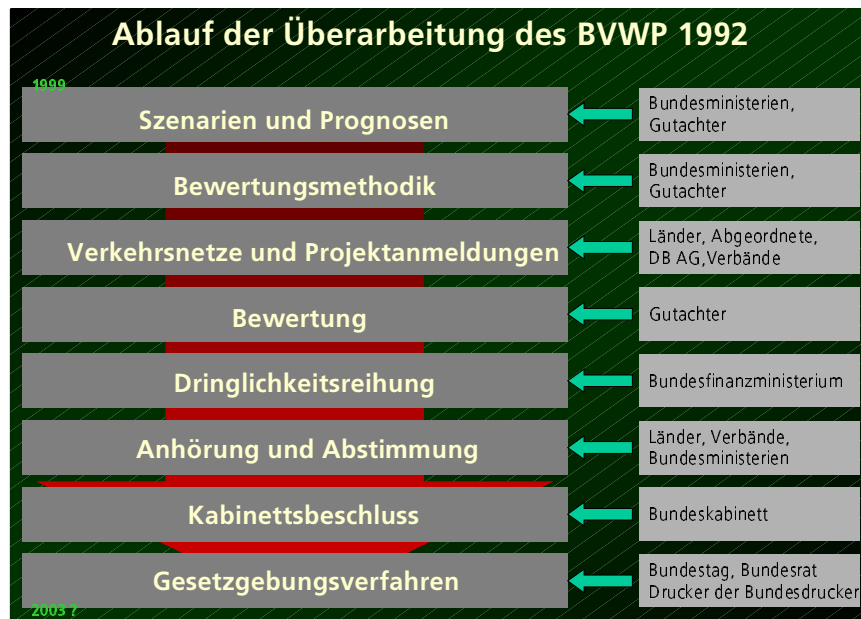 Ablauf der Überarbeitung des BVWP 1992
1999
Szenarien und Prognosen
Bundesministerien,
Gutachter
Bewertungsmethodik
Bundesministerien,
Gutachter
Verkehrsnetze und Projektanmeldungen
Länder, Abgeordnete,
DB AG,Verbände
Bewertung
Gutachter
Dringlichkeitsreihung
Bundesfinanzministerium
Anhörung und Abstimmung
Länder, Verbände,
Bundesministerien
Kabinettsbeschluss
Bundeskabinett
Gesetzgebungsverfahren
Bundestag, Bundesrat
Drucker der Bundesdrucker
2003 ?